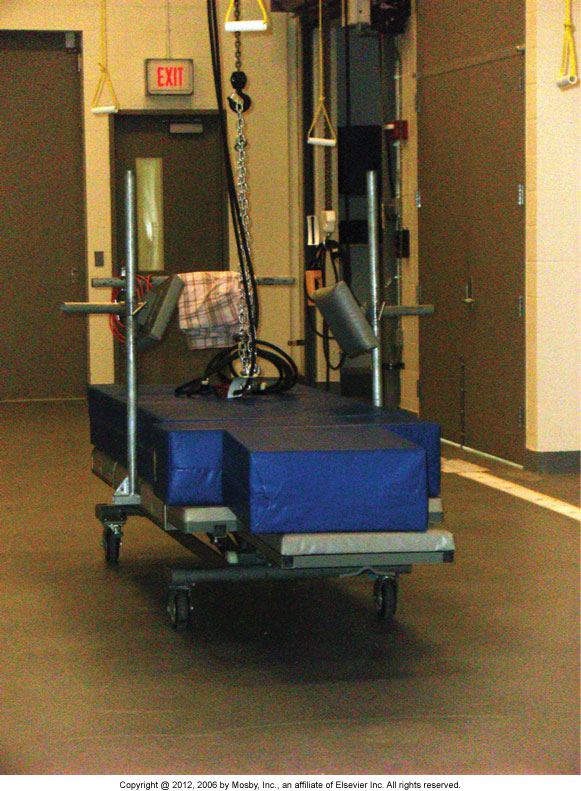 EXIT
Copyright @ 2012, 2006 by Mosby, Inc., an affiliate of Elsevier Inc. All rights reserved.